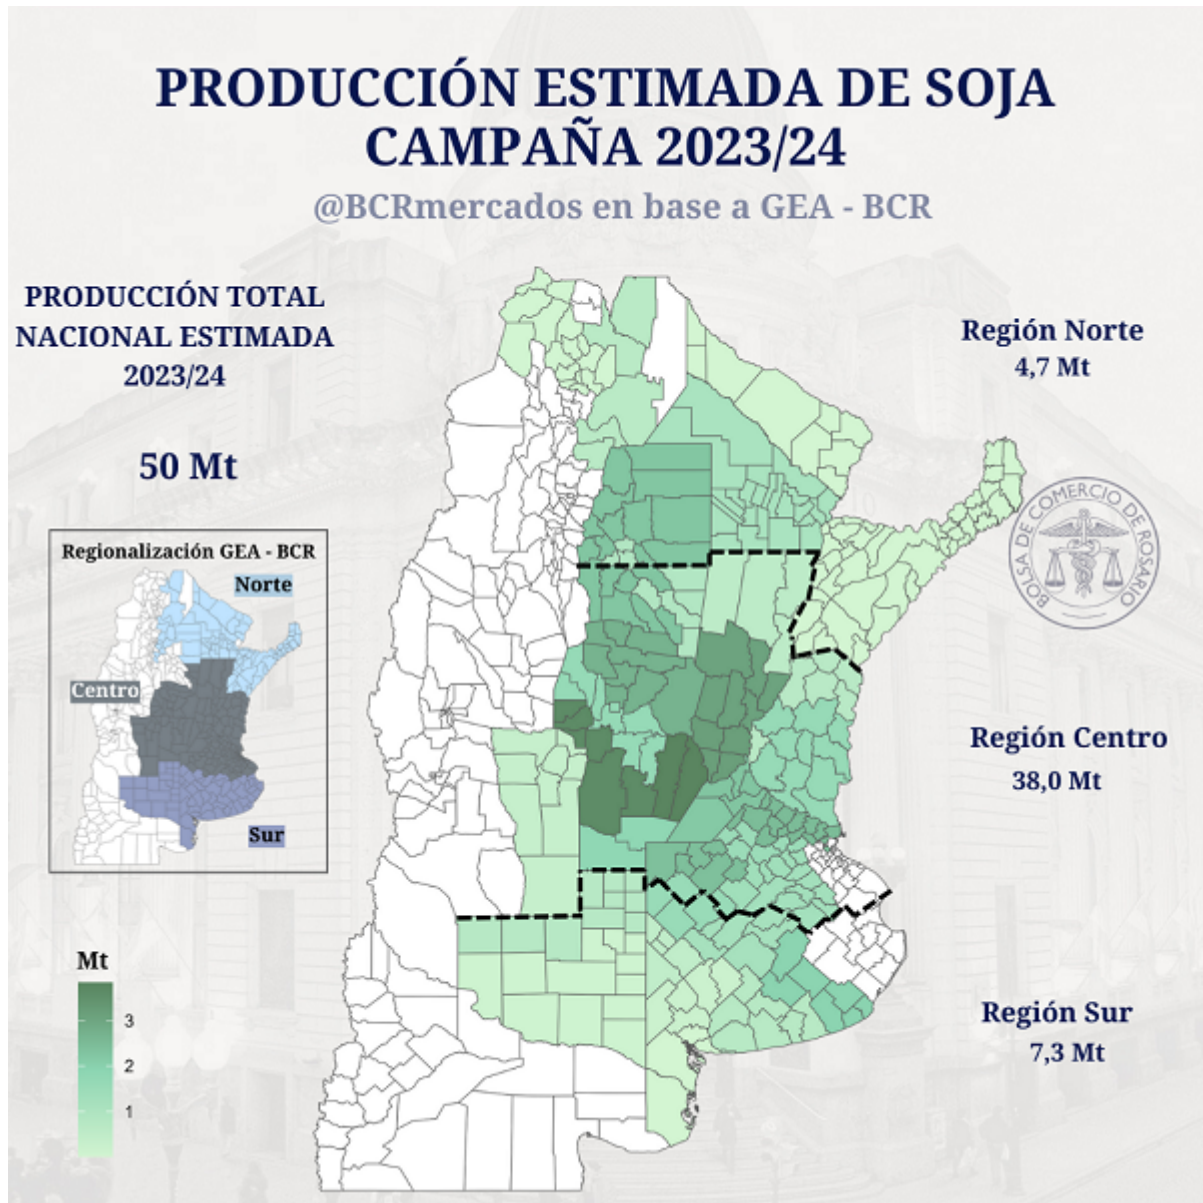 PRODUCCIÓN ESTIMADA DE SOJA
CAMPAÑA 2023/24
@BCRmercados en base a GEA - BCR
PRODUCCIÓN TOTAL
NACIONAL ESTIMADA
2023/24
50 Mt
Región Norte
4,7 Mt
Regionalización GEA - BCR
Norte
Centro
Sur
BOLSA DE COMERCIO DE ROSARIO
Región Centro
38,0 Mt
Mt
3
2
1
Región Sur
7,3 Mt